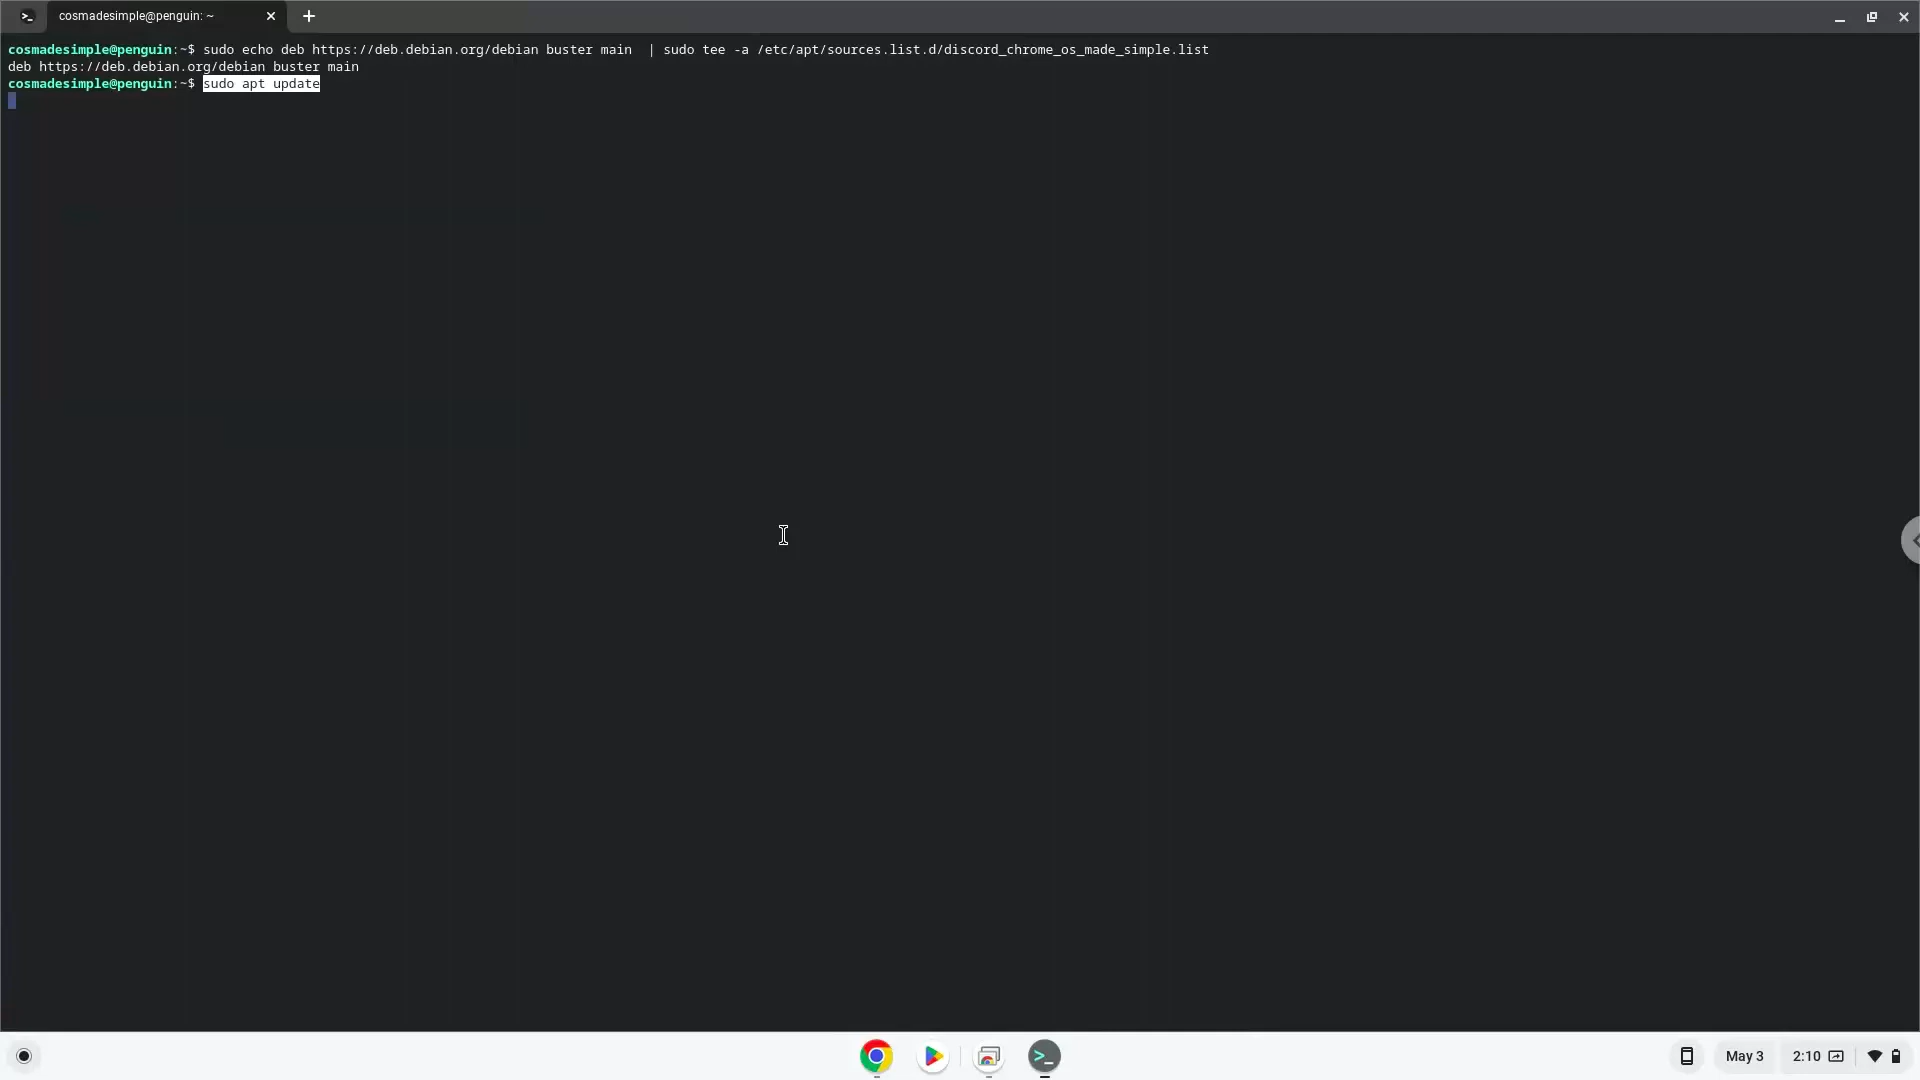 cosmadesimple@penguin: ~
cosmadesimple@penguin:~$ sudo echo deb https://deb.debian.org/debian buster main  | sudo tee -a /etc/apt/sources.list.d/discord_chrome_os_made_simple.list
deb https://deb.debian.org/debian buster main
cosmadesimple@penguin:~$ sudo apt update
May 3
2:10